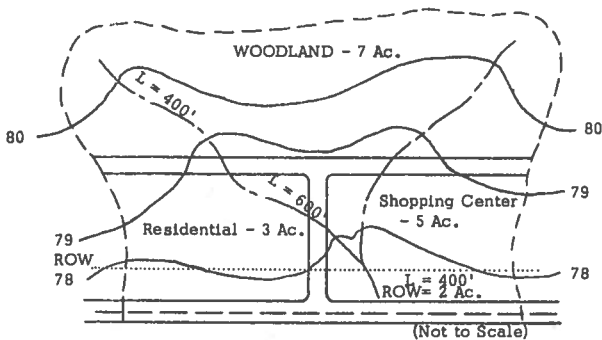 WOODLAND - 7 Ac.
L = 400'
80
80
L = 600'
Shopping Center
- 5 Ac.
79
Residential - 3 Ac.
79
ROW
78
78
L = 400'
ROW= 2 Ac.
(Not to Scale)